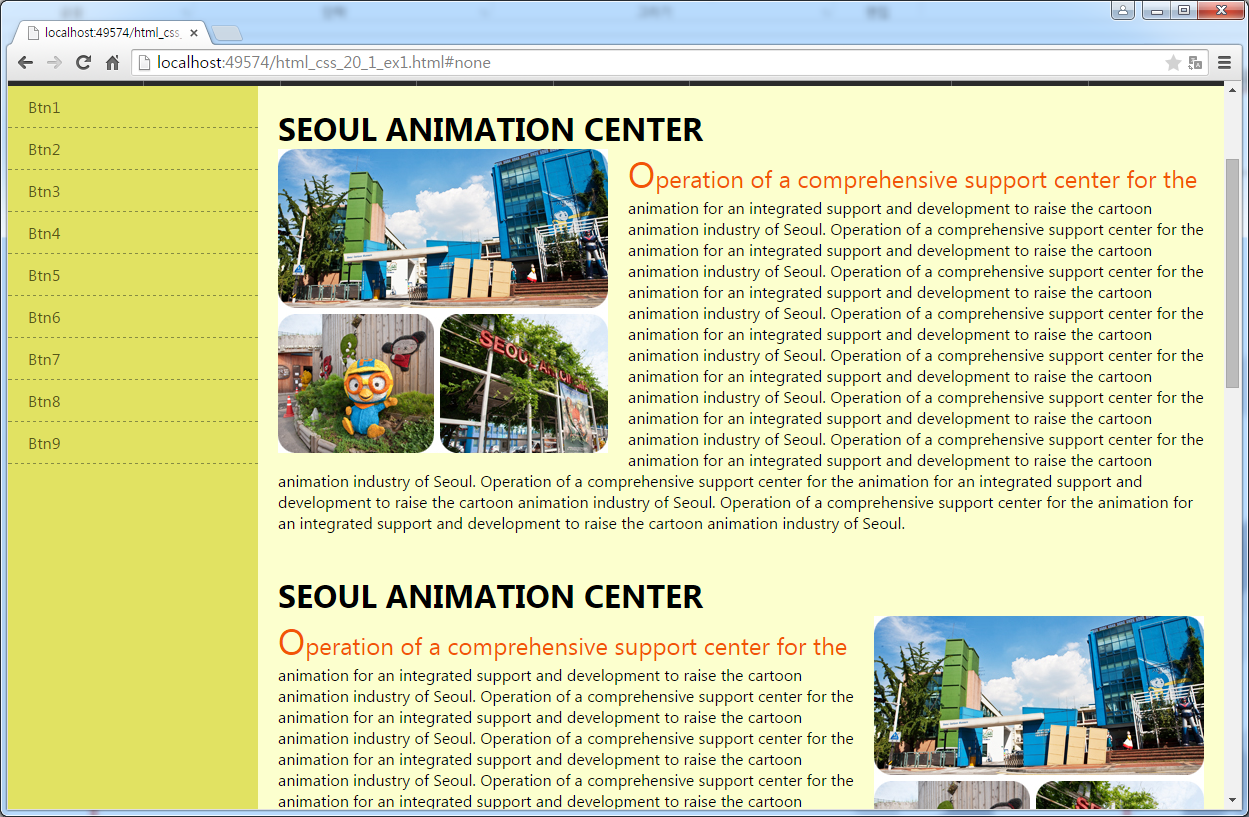 localhost:49574/html_css_
localhost:49574/html_css_20_1_ex1.html#none
Btn1
Btn2
Btn3
Btn4
Btn5
Btn6
Btn7
Btn8
Btn9
SEOUL ANIMATION CENTER
Operation of a comprehensive support center for the
animation for an integrated support and development to raise the cartoon
animation industry of Seoul. Operation of a comprehensive support center for the
animation for an integrated support and development to raise the cartoon
animation industry of Seoul. Operation of a comprehensive support center for the
animation for an integrated support and development to raise the cartoon
animation industry of Seoul. Operation of a comprehensive support center for the
animation for an integrated support and development to raise the cartoon
animation industry of Seoul. Operation of a comprehensive support center for the
animation for an integrated support and development to raise the cartoon
animation industry of Seoul. Operation of a comprehensive support center for the
animation for an integrated support and development to raise the cartoon
animation industry of Seoul. Operation of a comprehensive support center for the
animation for an integrated support and development to raise the cartoon
animation industry of Seoul. Operation of a comprehensive support center for the animation for an integrated support and
development to raise the cartoon animation industry of Seoul. Operation of a comprehensive support center for the animation for
an integrated support and development to raise the cartoon animation industry of Seoul.
SEOUL
SEOUL ANIMATION CENTER
Operation of a comprehensive support center for the
animation for an integrated support and development to raise the cartoon
animation industry of Seoul. Operation of a comprehensive support center for the
animation for an integrated support and development to raise the cartoon
animation industry of Seoul. Operation of a comprehensive support center for the
animation for an integrated support and development to raise the cartoon
animation industry of Seoul. Operation of a comprehensive support center for the
animation for an integrated support and development to raise the cartoon